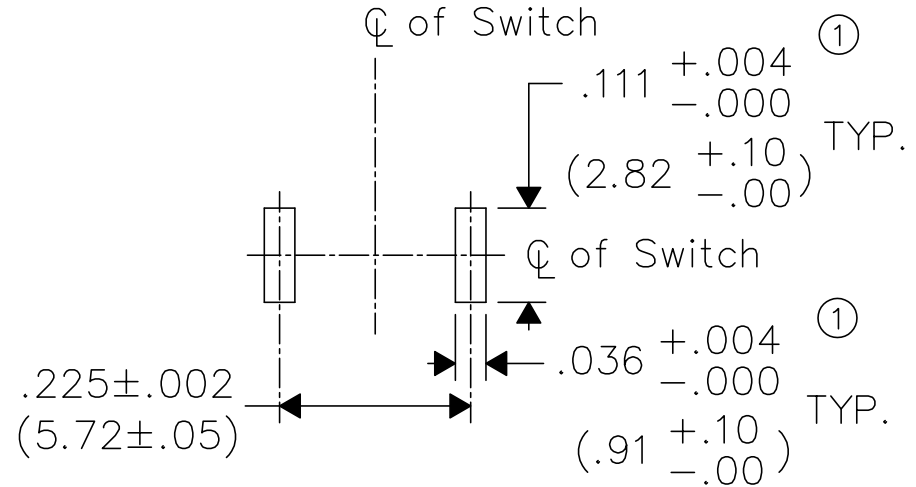 ℄ of Switch
①
.111 +.004 -.000
TYP.
(2.82 +.10 -.00)
℄ of Switch
①
.036 +.004 -.000
.225±.002
TYP.
(5.72±.05)
(.91 +.10 -.00)